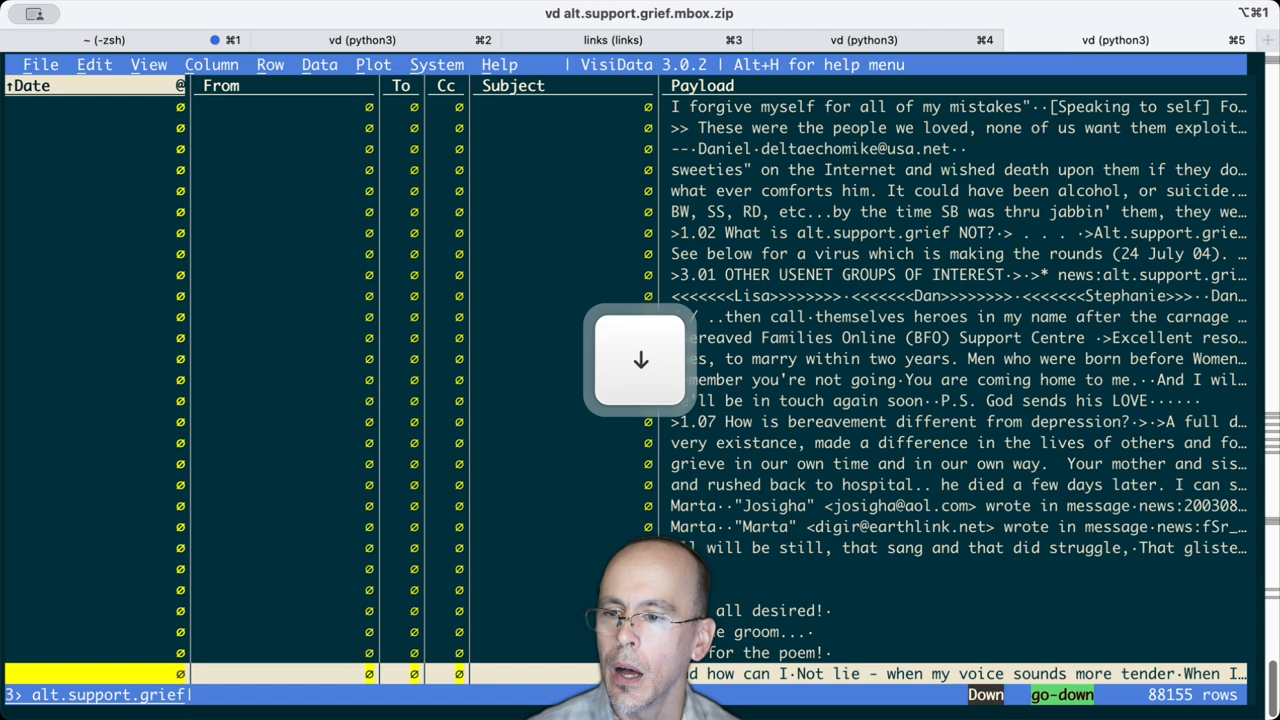 vd alt.support.grief.mbox.zip
⌥⌘1
~ (-zsh) ⌘1 vd (python3) ⌘2 links (links) ⌘3 vd (python3) ⌘4 vd (python3) ⌘5 +
File Edit View Column Row Data Plot System Help | VisiData 3.0.2 | Alt+H for help menu
↑Date @ From To Cc Subject Payload
∅ ∅ ∅ ∅ ∅ I forgive myself for all of my mistakes"··[Speaking to self] Fo…
∅ ∅ ∅ ∅ ∅ >> These were the people we loved, none of us want them exploit…
∅ ∅ ∅ ∅ ∅ --·Daniel·deltaechomike@usa.net··
∅ ∅ ∅ ∅ ∅ sweeties" on the Internet and wished death upon them if they do…
∅ ∅ ∅ ∅ ∅ what ever comforts him. It could have been alcohol, or suicide.…
∅ ∅ ∅ ∅ ∅ BW, SS, RD, etc...by the time SB was thru jabbin' them, they we…
∅ ∅ ∅ ∅ ∅ >1.02 What is alt.support.grief NOT?·> . . . ·>Alt.support.grie…
∅ ∅ ∅ ∅ ∅ See below for a virus which is making the rounds (24 July 04). …
∅ ∅ ∅ ∅ ∅ >3.01 OTHER USENET GROUPS OF INTEREST·>·>* news:alt.support.gri…
∅ ∅ ∅ ∅ ∅ <<<<<<<Lisa>>>>>>>>·<<<<<<<Dan>>>>>>>>·<<<<<<<Stephanie>>>··Dan…
∅ ∅ ∅ ∅ / ..then call·themselves heroes in my name after the carnage …
∅ ∅ ∅ ∅ ereaved Families Online (BFO) Support Centre ·>Excellent reso…
∅ ∅ ∅ ∅ es, to marry within two years. Men who were born before Women…
∅ ∅ ∅ ∅ member you're not going·You are coming home to me.··And I wil…
∅ ∅ ∅ ∅ 'll be in touch again soon··P.S. God sends his LOVE······
∅ ∅ ∅ ∅ ∅ >1.07 How is bereavement different from depression?·>·>A full d…
∅ ∅ ∅ ∅ ∅ very existance, made a difference in the lives of others and fo…
∅ ∅ ∅ ∅ ∅ grieve in our own time and in our own way.  Your mother and sis…
∅ ∅ ∅ ∅ ∅ and rushed back to hospital.. he died a few days later. I can s…
∅ ∅ ∅ ∅ ∅ Marta··"Josigha" <josigha@aol.com> wrote in message·news:200308…
∅ ∅ ∅ ∅ ∅ Marta··"Marta" <digir@earthlink.net> wrote in message·news:fSr_…
∅ ∅ ∅ ∅ will be still, that sang and that did struggle,·That gliste…
∅ ∅ ∅ ∅
∅ ∅ ∅ ∅
∅ ∅ ∅ ∅ all desired!·
∅ ∅ ∅ ∅ groom...·
∅ ∅ ∅ ∅ for the poem!·
∅ ∅ ∅ ∅ how can I·Not lie - when my voice sounds more tender·When I…
3> alt.support.grief| Down go-down 88155 rows
↓